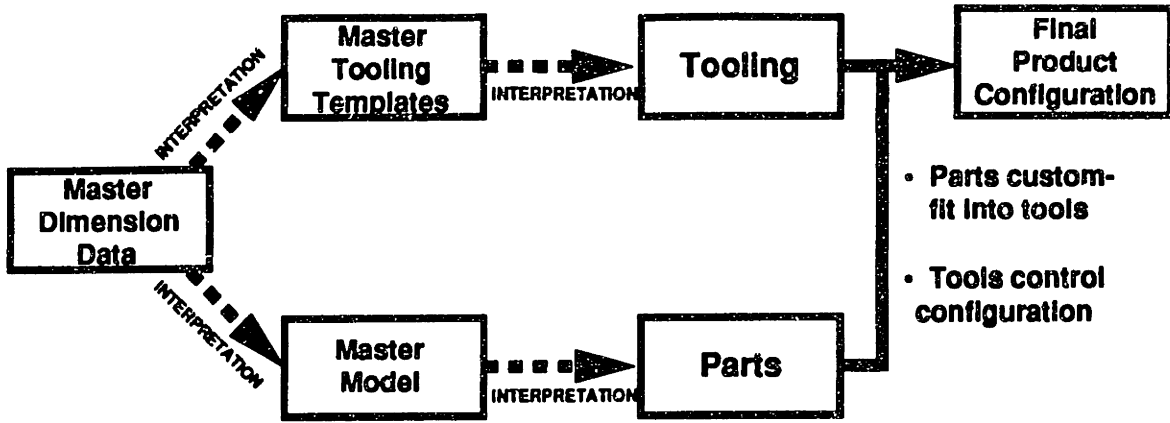 Master
Tooling
Templates
INTERPRETATION
INTERPRETATION
Tooling
Final
Product
Configuration
Master
Dimension
Data
• Parts custom-
fit into tools
• Tools control
configuration
INTERPRETATION
Master
Model
INTERPRETATION
Parts